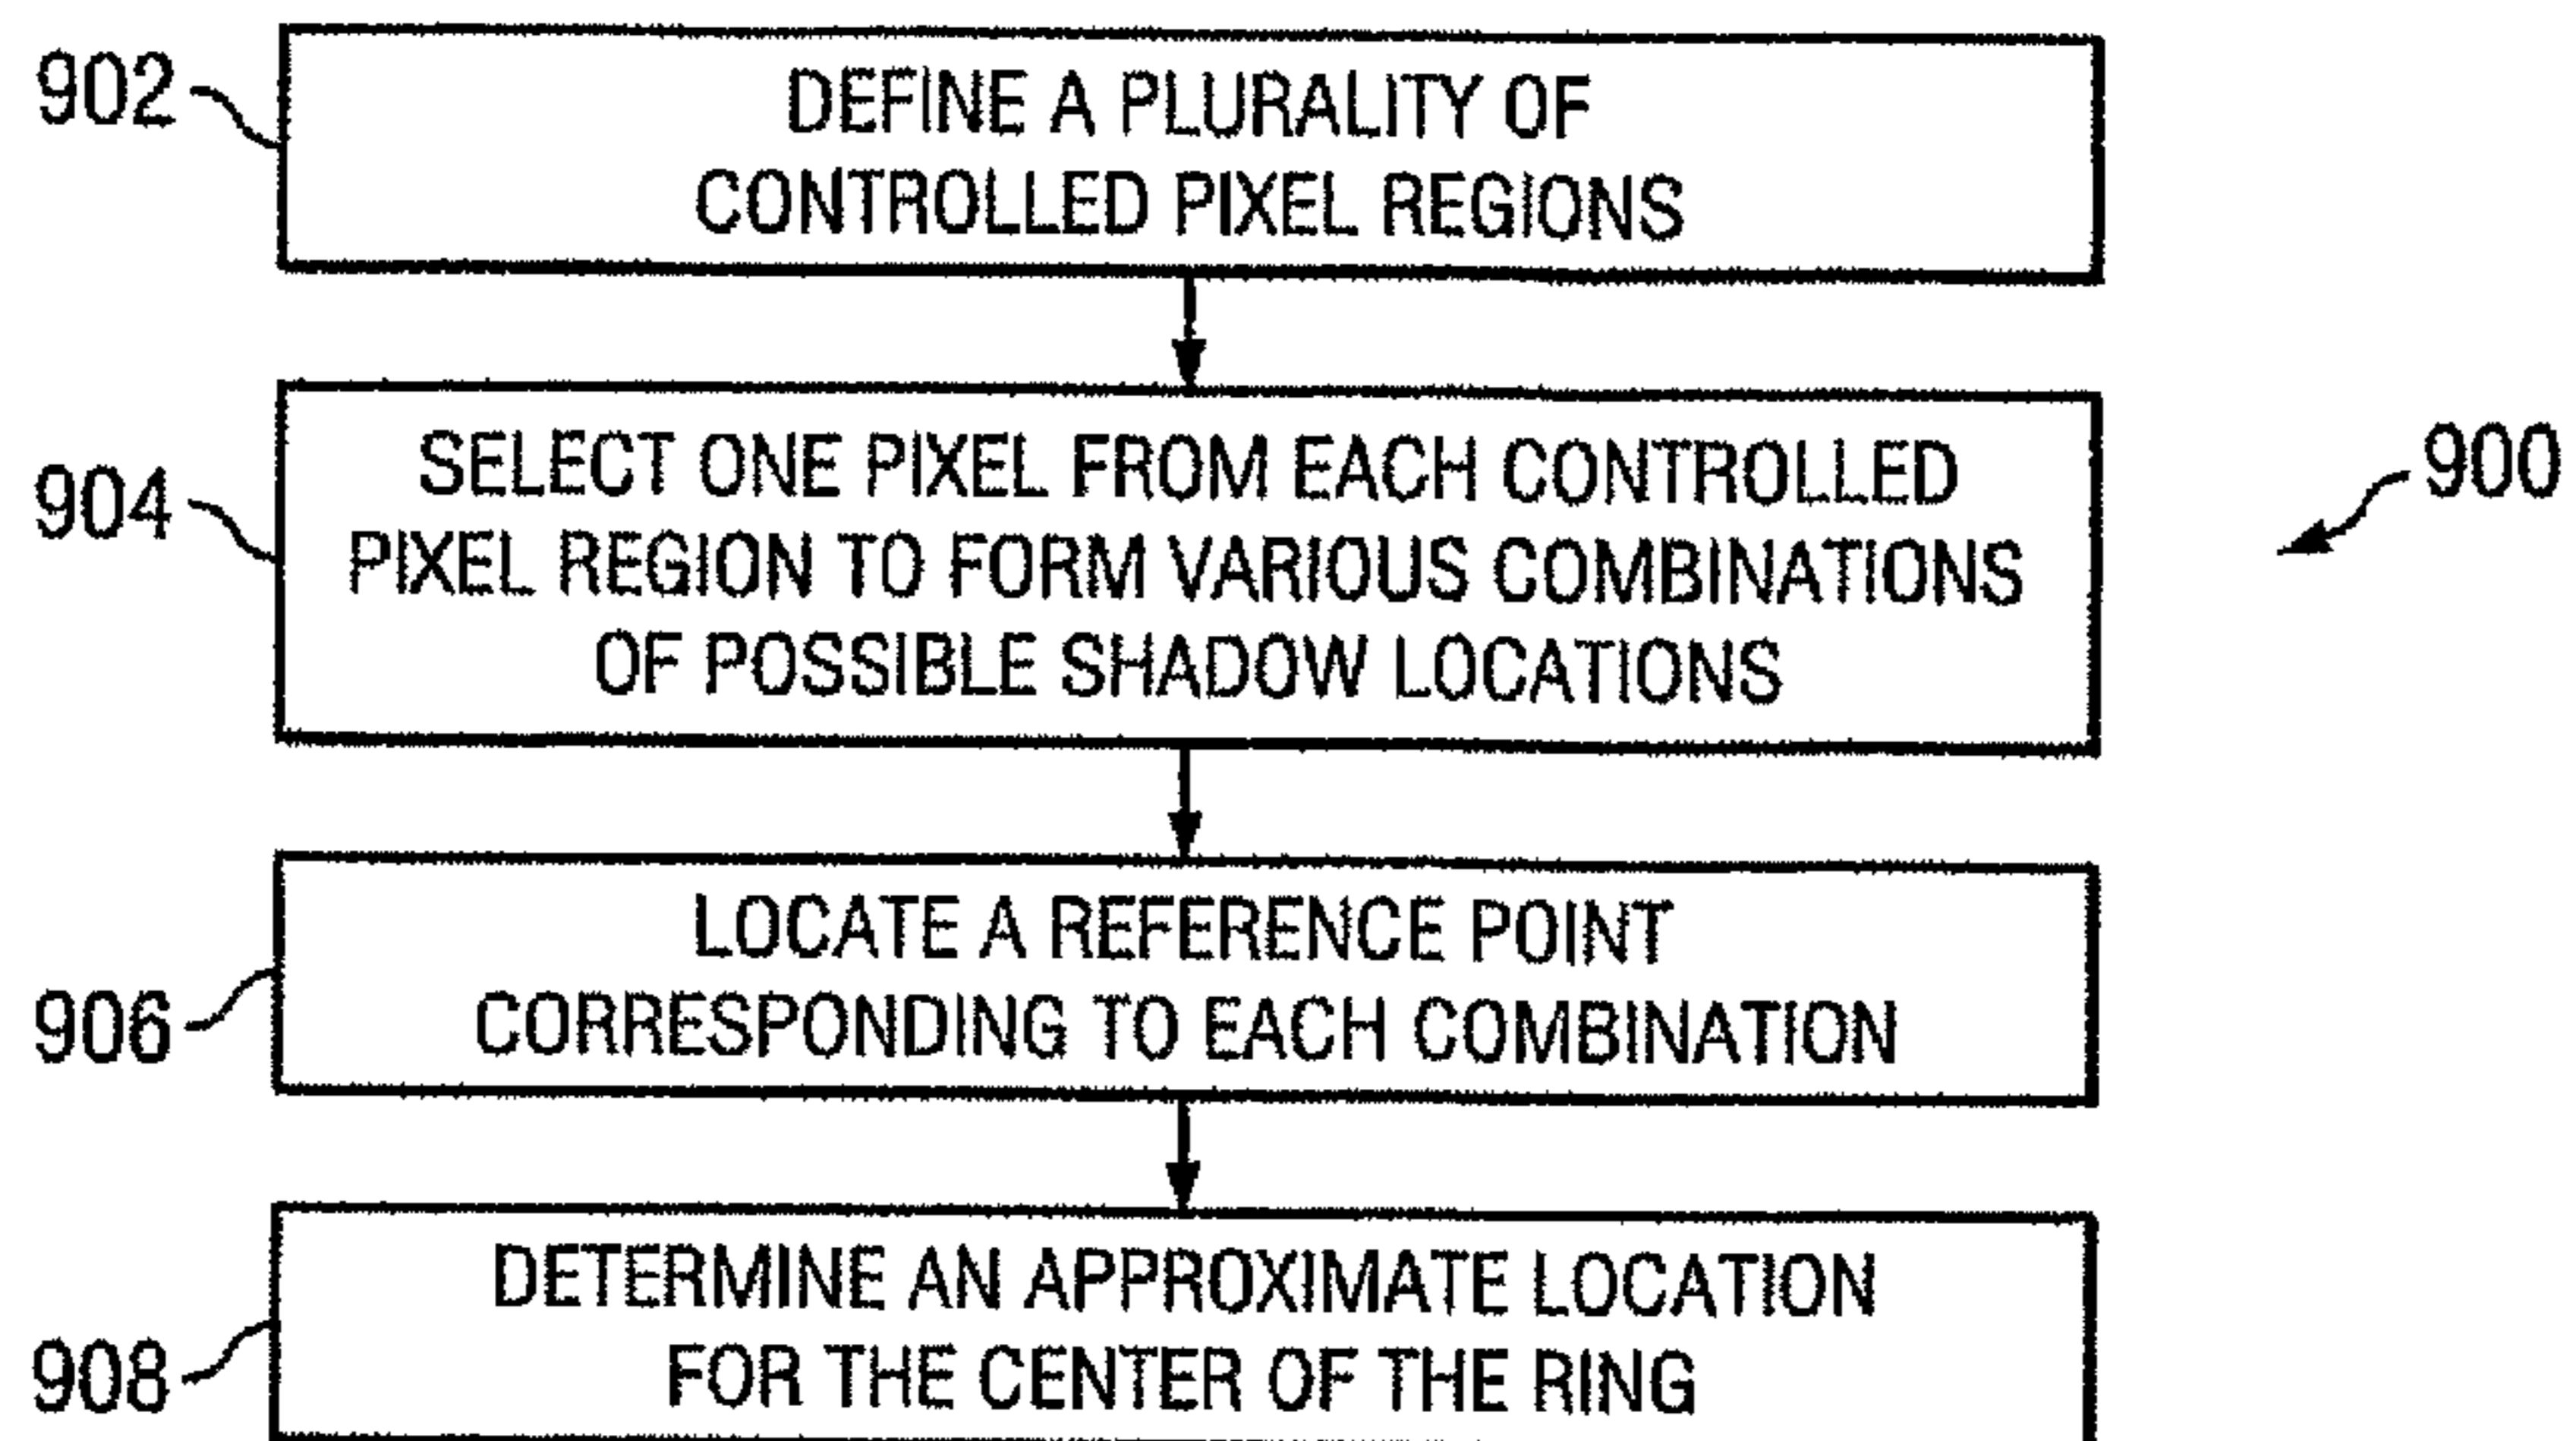 902
DEFINE A PLURALITY OF
CONTROLLED PIXEL REGIONS
904
SELECT ONE PIXEL FROM EACH CONTROLLED
PIXEL REGION TO FORM VARIOUS COMBINATIONS
OF POSSIBLE SHADOW LOCATIONS
900
906
LOCATE A REFERENCE POINT
CORRESPONDING TO EACH COMBINATION
908
DETERMINE AN APPROXIMATE LOCATION
FOR THE CENTER OF THE RING